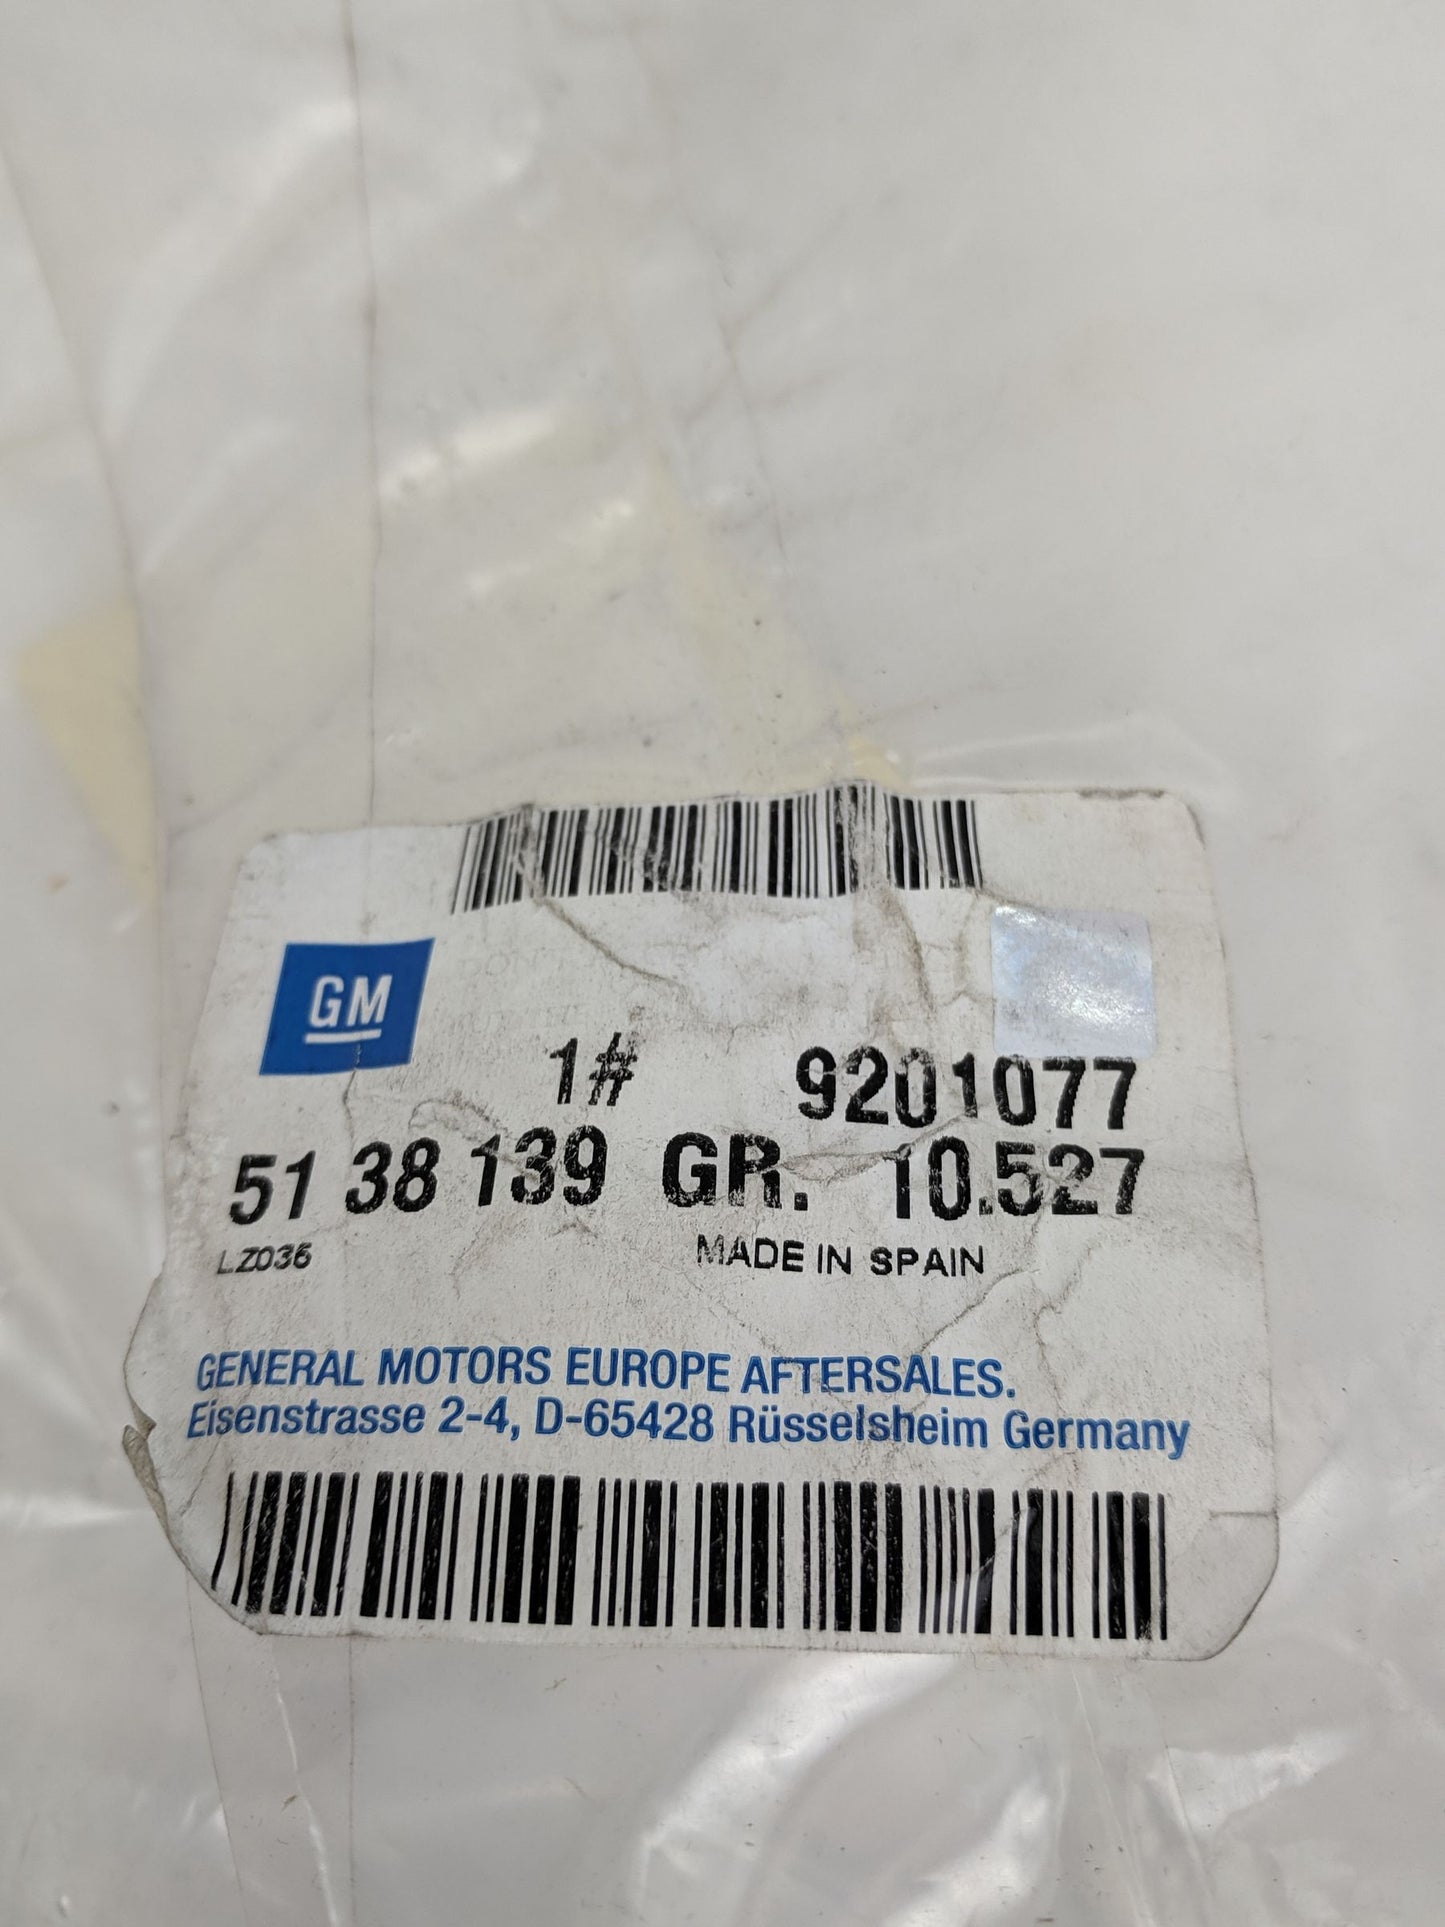 GM
1# 9201077
51 38 139 GR. 10.527
LZ036 MADE IN SPAIN
GENERAL MOTORS EUROPE AFTERSALES.
Eisenstrasse 2-4, D-65428 Rüsselsheim Germany